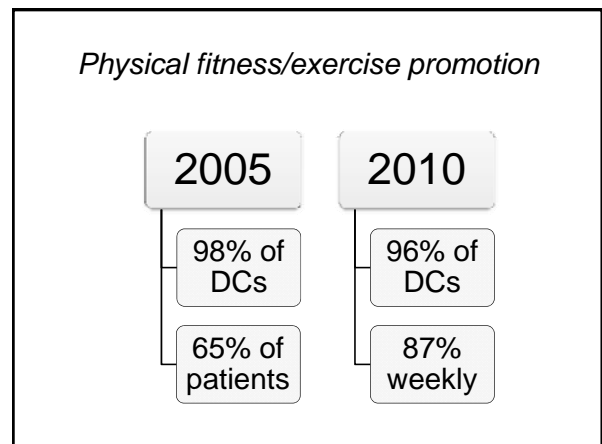 Physical fitness/exercise promotion
2005
98% of
DCs
65% of
patients
2010
96% of
DCs
87%
weekly